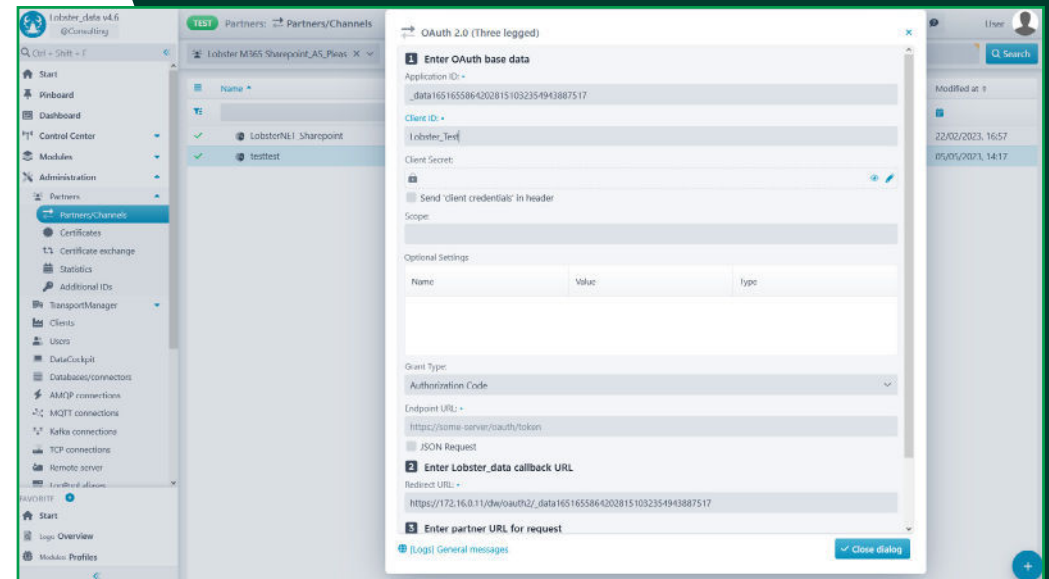 Lobster_data v4.6
@Consulting
TEST Partners: Partners/Channels
User
Ctrl + Shift + F
Lobster M365 Sharepoint_AS_Pleas
Search
Start
Pinboard
Dashboard
Control Center
Modules
Administration
Partners
Partners/Channels
Certificates
Certificate exchange
Statistics
Additional IDs
TransportManager
Clients
Users
DataCockpit
Databases/connectors
AMQP connections
MQTT connections
Kafka connections
TCP connections
Remote server
FAVORITE
Start
Logs Overview
Modules Profiles
Name
LobsterNET Sharepoint
testtest
Modified at
22/02/2023, 16:57
05/05/2023, 14:17
OAuth 2.0 (Three legged)
1 Enter OAuth base data
Application ID:
_data16516558642028151032354943887517
Client ID:
Lobster_Test
Client Secret:
Send 'client credentials' in header
Scope:
Optional Settings
Name Value Type
Grant Type:
Authorization Code
Endpoint URL:
https://some-server/oauth/token
JSON Request
2 Enter Lobster_data callback URL
Redirect URL:
https://172.16.0.11/dw/oauth2/_data16516558642028151032354943887517
3 Enter partner URL for request
[Logs] General messages
Close dialog